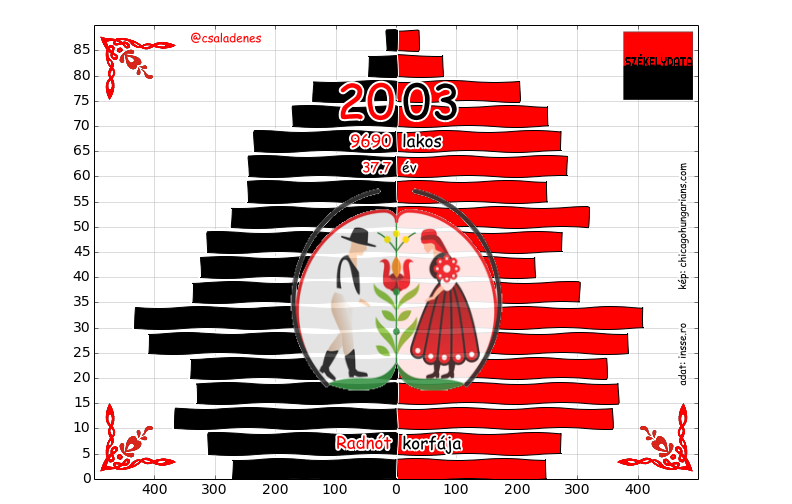 @csaladenes
SZÉKELYDATA
2003
9690 lakos
37.7 év
kép: chicagohungarians.com
adat: insse.ro
Radnót korfája
85
80
75
70
65
60
55
50
45
40
35
30
25
20
15
10
5
0
400 300 200 100 0 100 200 300 400